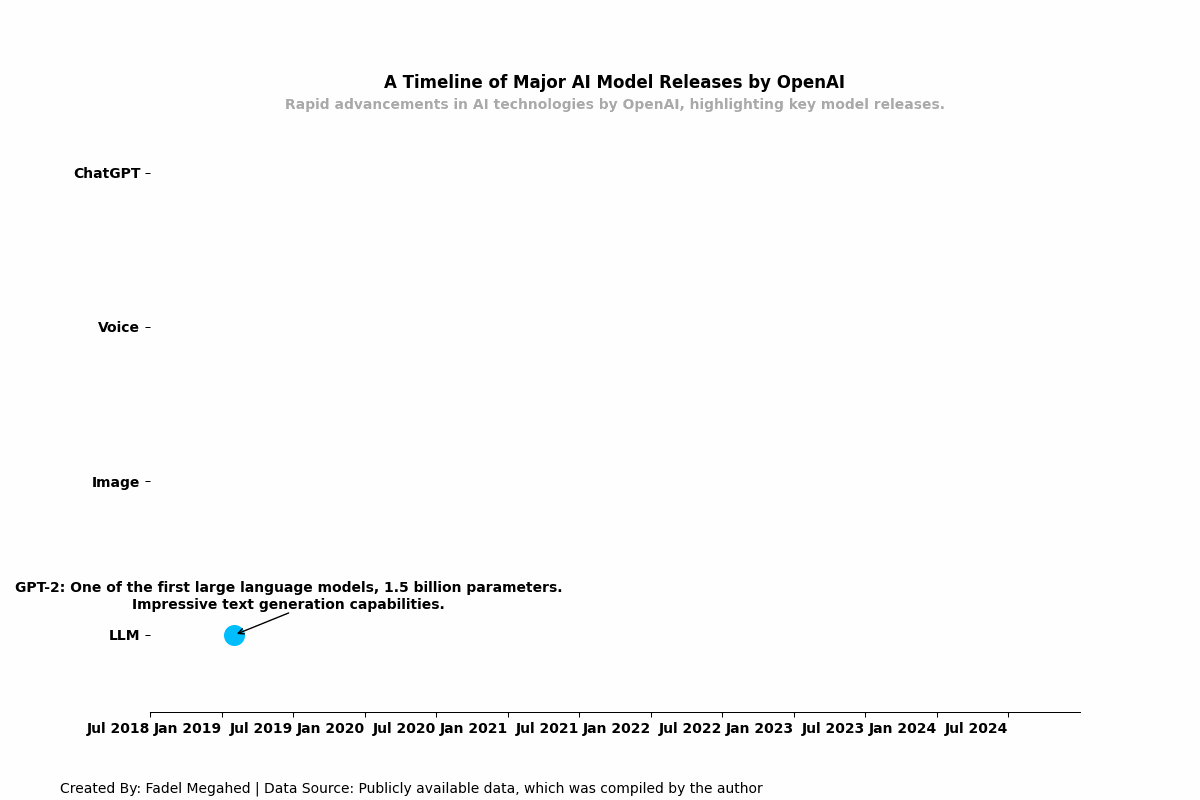 A Timeline of Major AI Model Releases by OpenAI
Rapid advancements in AI technologies by OpenAI, highlighting key model releases.
ChatGPT
Voice
Image
GPT-2: One of the first large language models, 1.5 billion parameters.
Impressive text generation capabilities.
LLM
Jul 2018 Jan 2019 Jul 2019 Jan 2020 Jul 2020 Jan 2021 Jul 2021 Jan 2022 Jul 2022 Jan 2023 Jul 2023 Jan 2024 Jul 2024
Created By: Fadel Megahed | Data Source: Publicly available data, which was compiled by the author